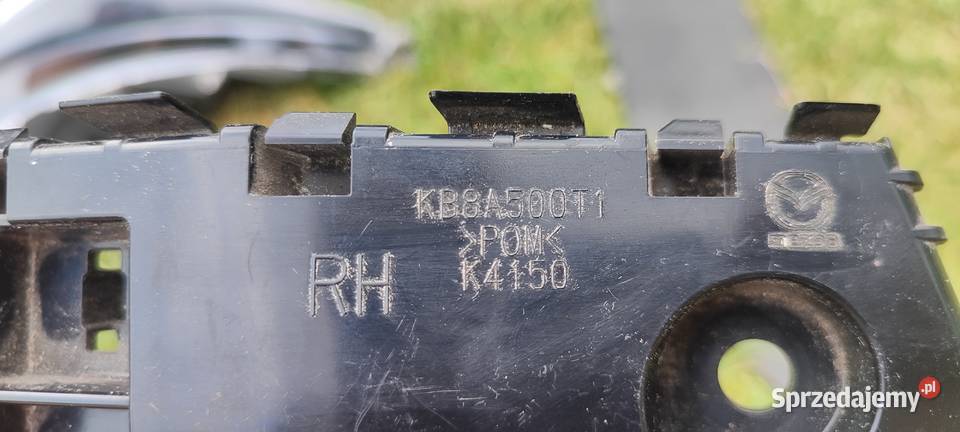 KB8A500T1
>POM<
K4150
RH
Sprzedajemy.pl